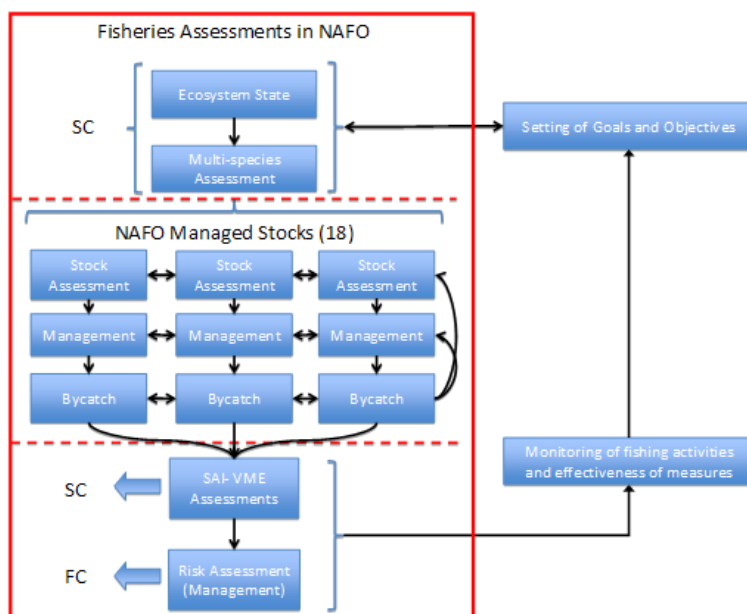 Fisheries Assessments in NAFO
SC
Ecosystem State
Multi-species
Assessment
Setting of Goals and Objectives
NAFO Managed Stocks (18)
Stock
Assessment
Stock
Assessment
Stock
Assessment
Management
Management
Management
Bycatch
Bycatch
Bycatch
Monitoring of fishing activities
and effectiveness of measures
SC
SAI- VME
Assessments
FC
Risk Assessment
(Management)